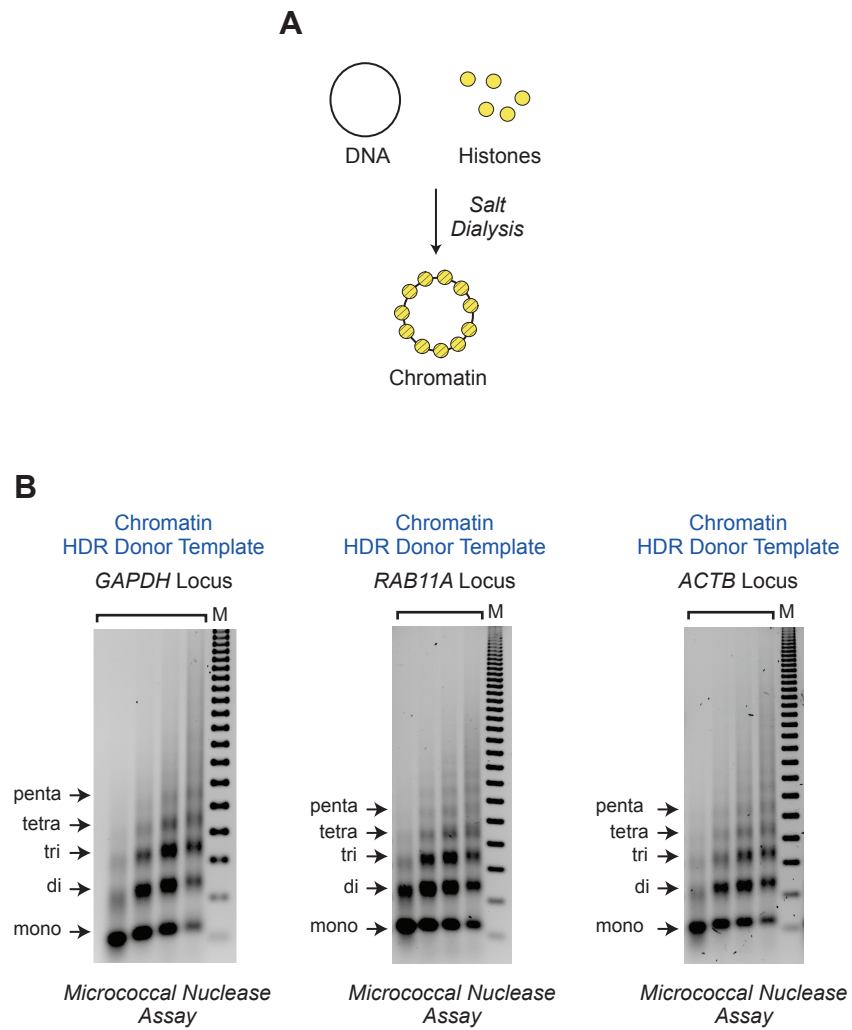 A
DNA
Histones
Salt
Dialysis
Chromatin
B
Chromatin
HDR Donor Template
GAPDH Locus
M
penta
tetra
tri
di
mono
Micrococcal Nuclease
Assay
Chromatin
HDR Donor Template
RAB11A Locus
M
penta
tetra
tri
di
mono
Micrococcal Nuclease
Assay
Chromatin
HDR Donor Template
ACTB Locus
M
penta
tetra
tri
di
mono
Micrococcal Nuclease
Assay